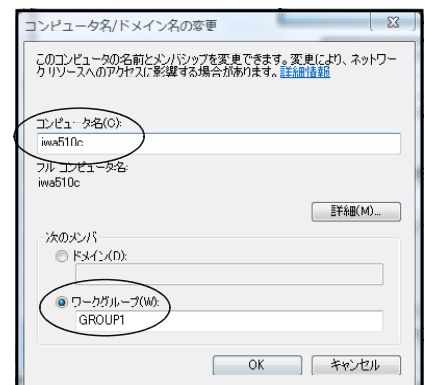 コンピュータ名/ドメイン名の変更
このコンピュータの名前とメンバシップを変更できます。変更により、ネットワー
クリソースへのアクセスに影響する場合があります。詳細情報
コンピュータ名(C):
iwa510c
フル コンピュータ名:
iwa510c
詳細(M)...
次のメンバ
ドメイン(D):
ワークグループ(W):
GROUP1
OK キャンセル